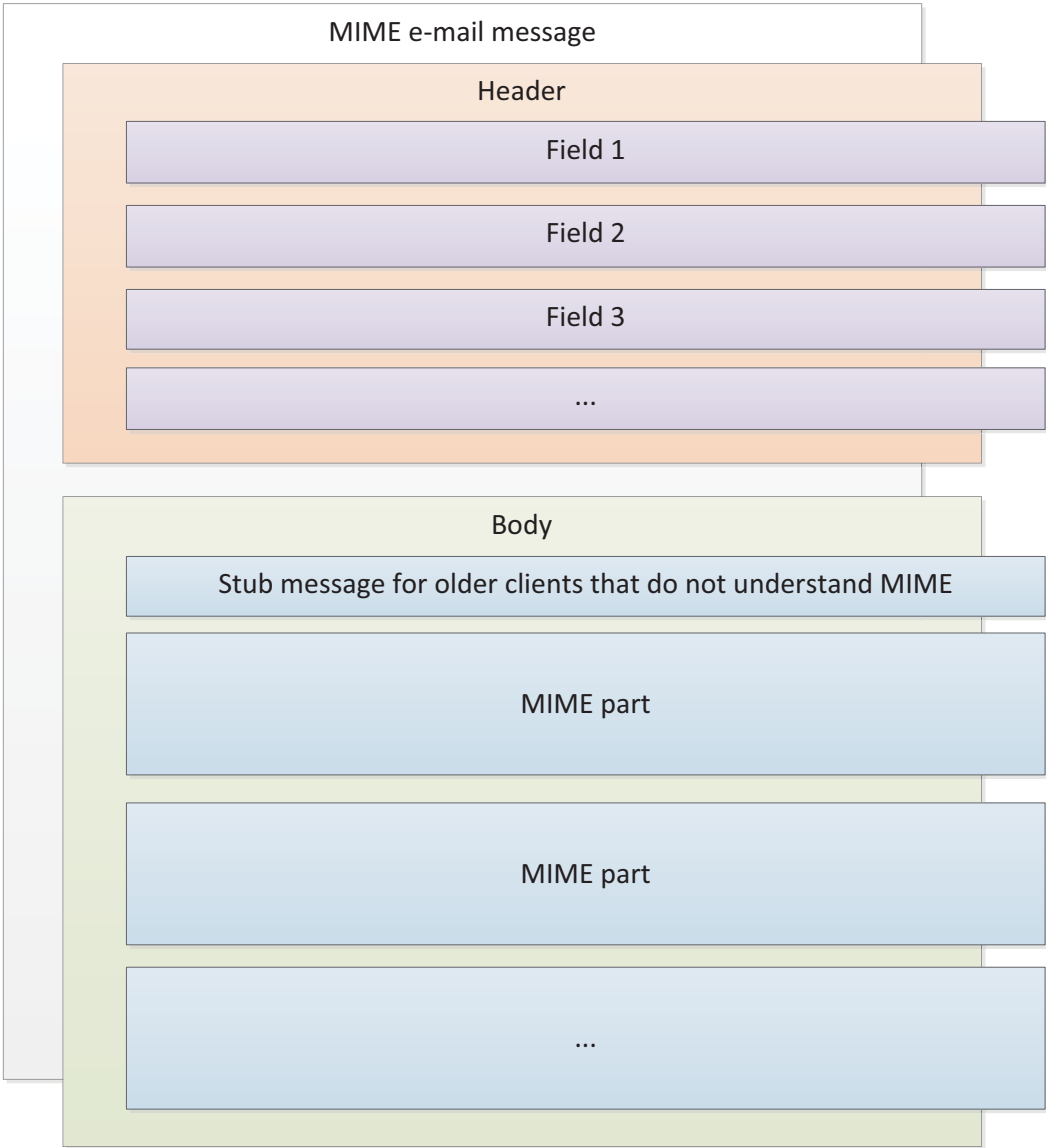 MIME e-mail message
Header
Field 1
Field 2
Field 3
...
Body
Stub message for older clients that do not understand MIME
MIME part
MIME part
...